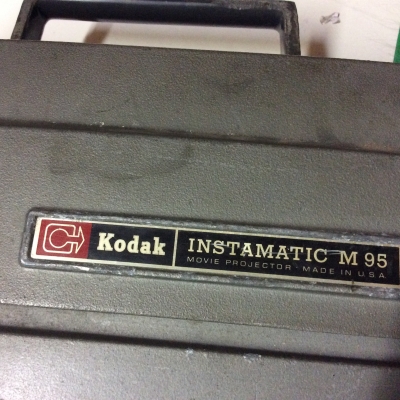 Kodak INSTAMATIC M 95
MOVIE PROJECTOR · MADE IN U.S.A.